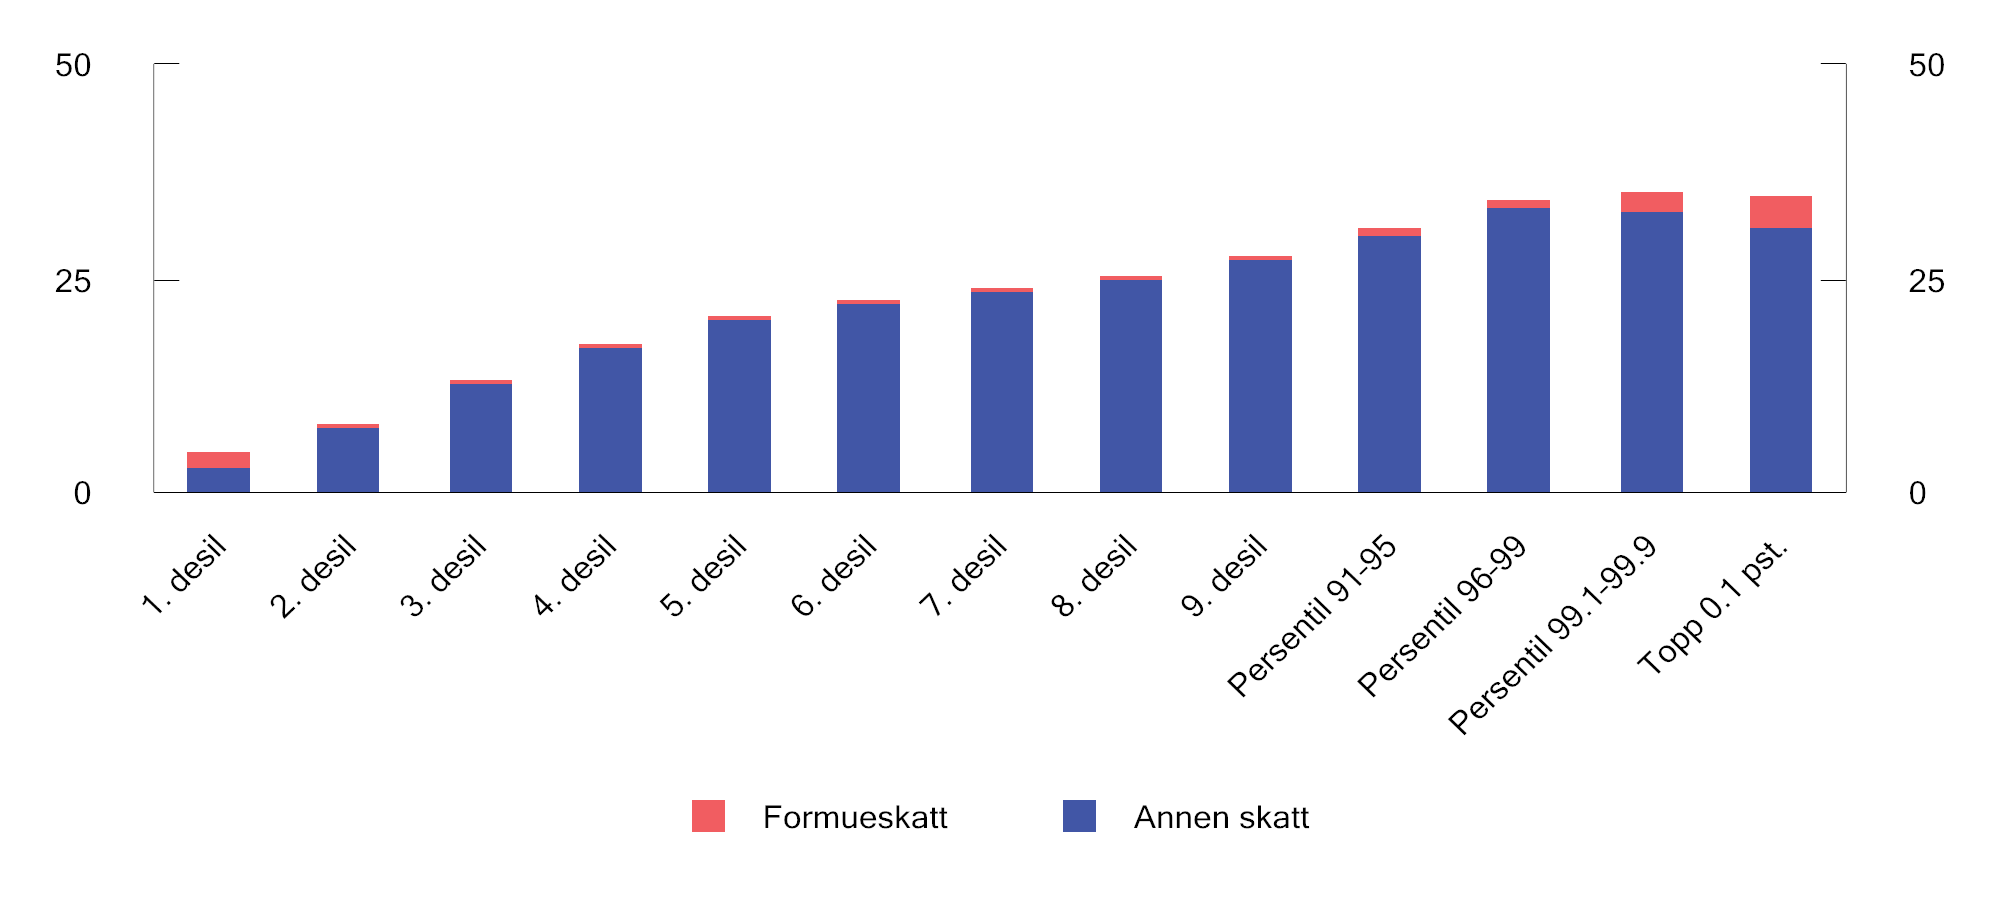 50
50
25
25
0
0
1. desil
2. desil
3. desil
4. desil
5. desil
6. desil
7. desil
8. desil
9. desil
Persentil 91-95
Persentil 96-99
Persentil 99.1-99.9
Topp 0.1 pst.
Formueskatt
Annen skatt